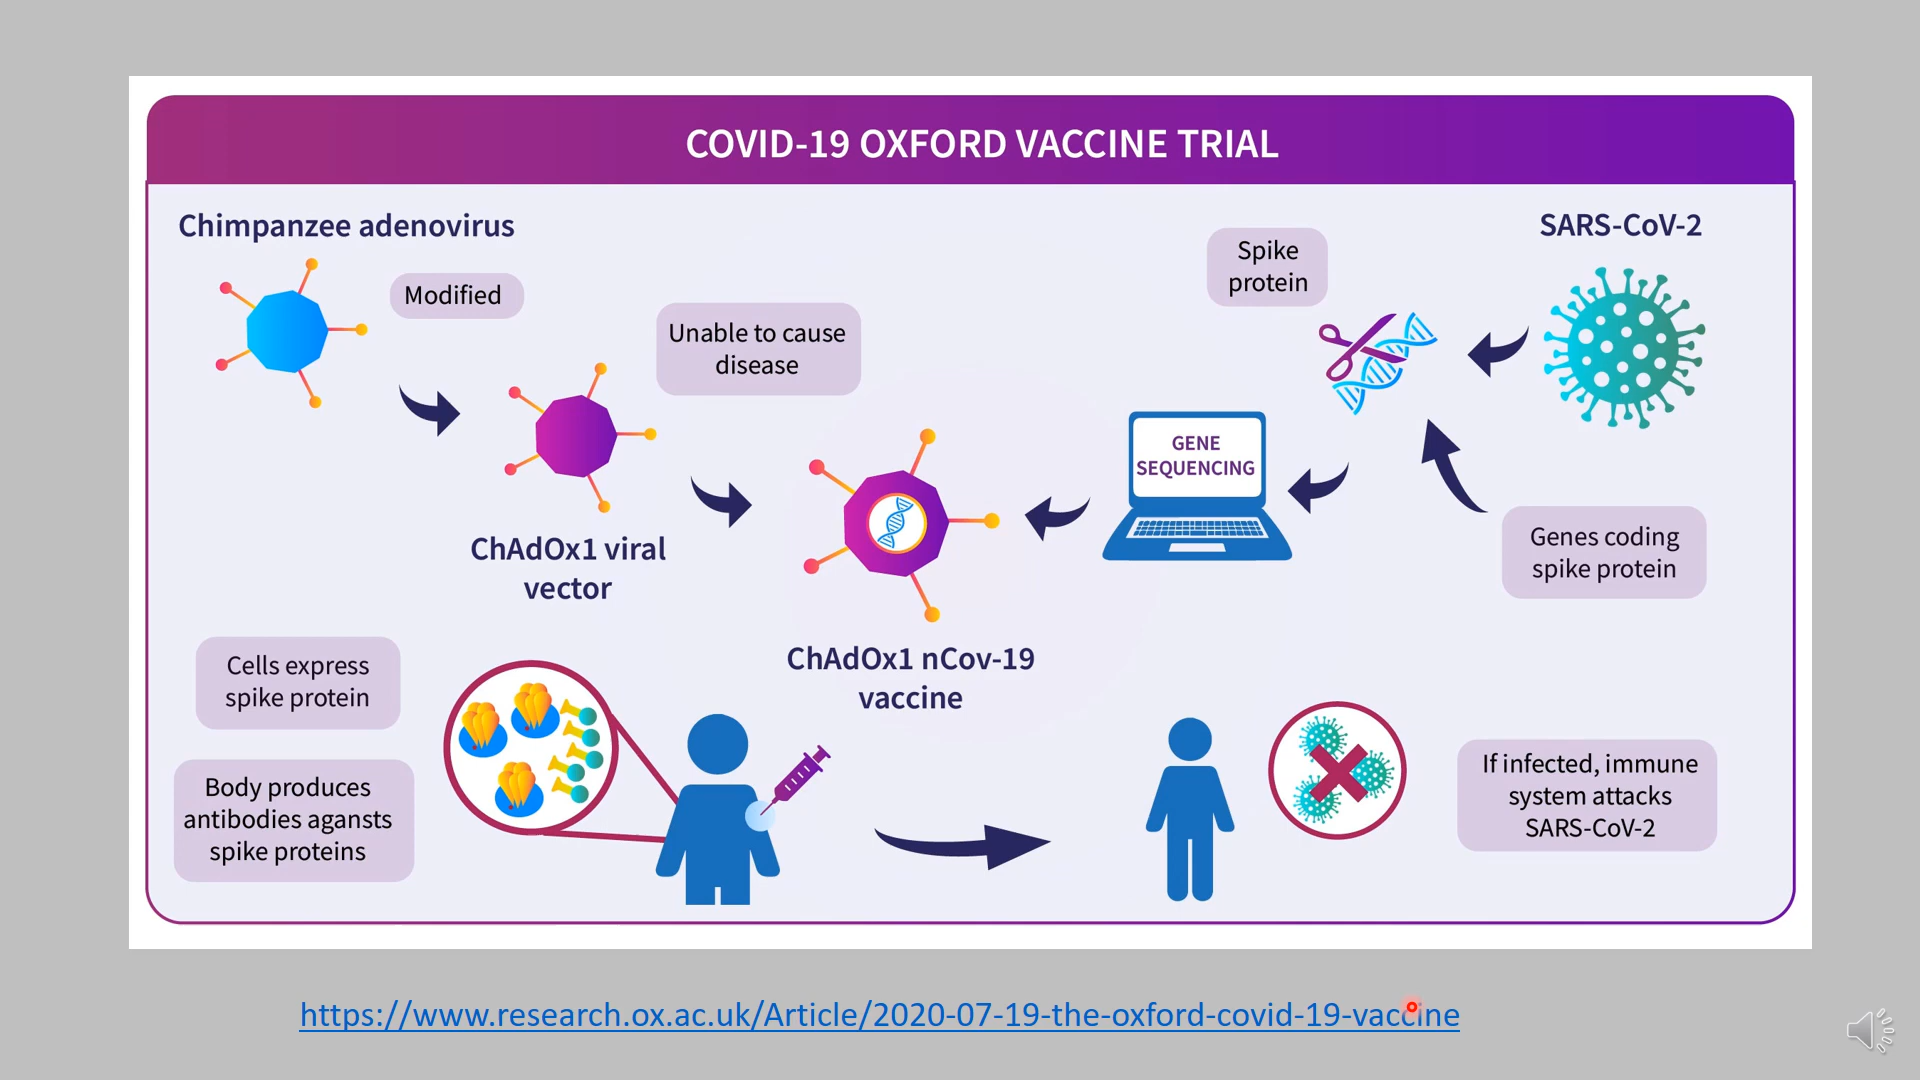 COVID-19 OXFORD VACCINE TRIAL
Chimpanzee adenovirus
Modified
Unable to cause
disease
ChAdOx1 viral
vector
Spike
protein
SARS-CoV-2
GENE
SEQUENCING
Genes coding
spike protein
ChAdOx1 nCov-19
vaccine
Cells express
spike protein
Body produces
antibodies agansts
spike proteins
If infected, immune
system attacks
SARS-CoV-2
https://www.research.ox.ac.uk/Article/2020-07-19-the-oxford-covid-19-vaccine